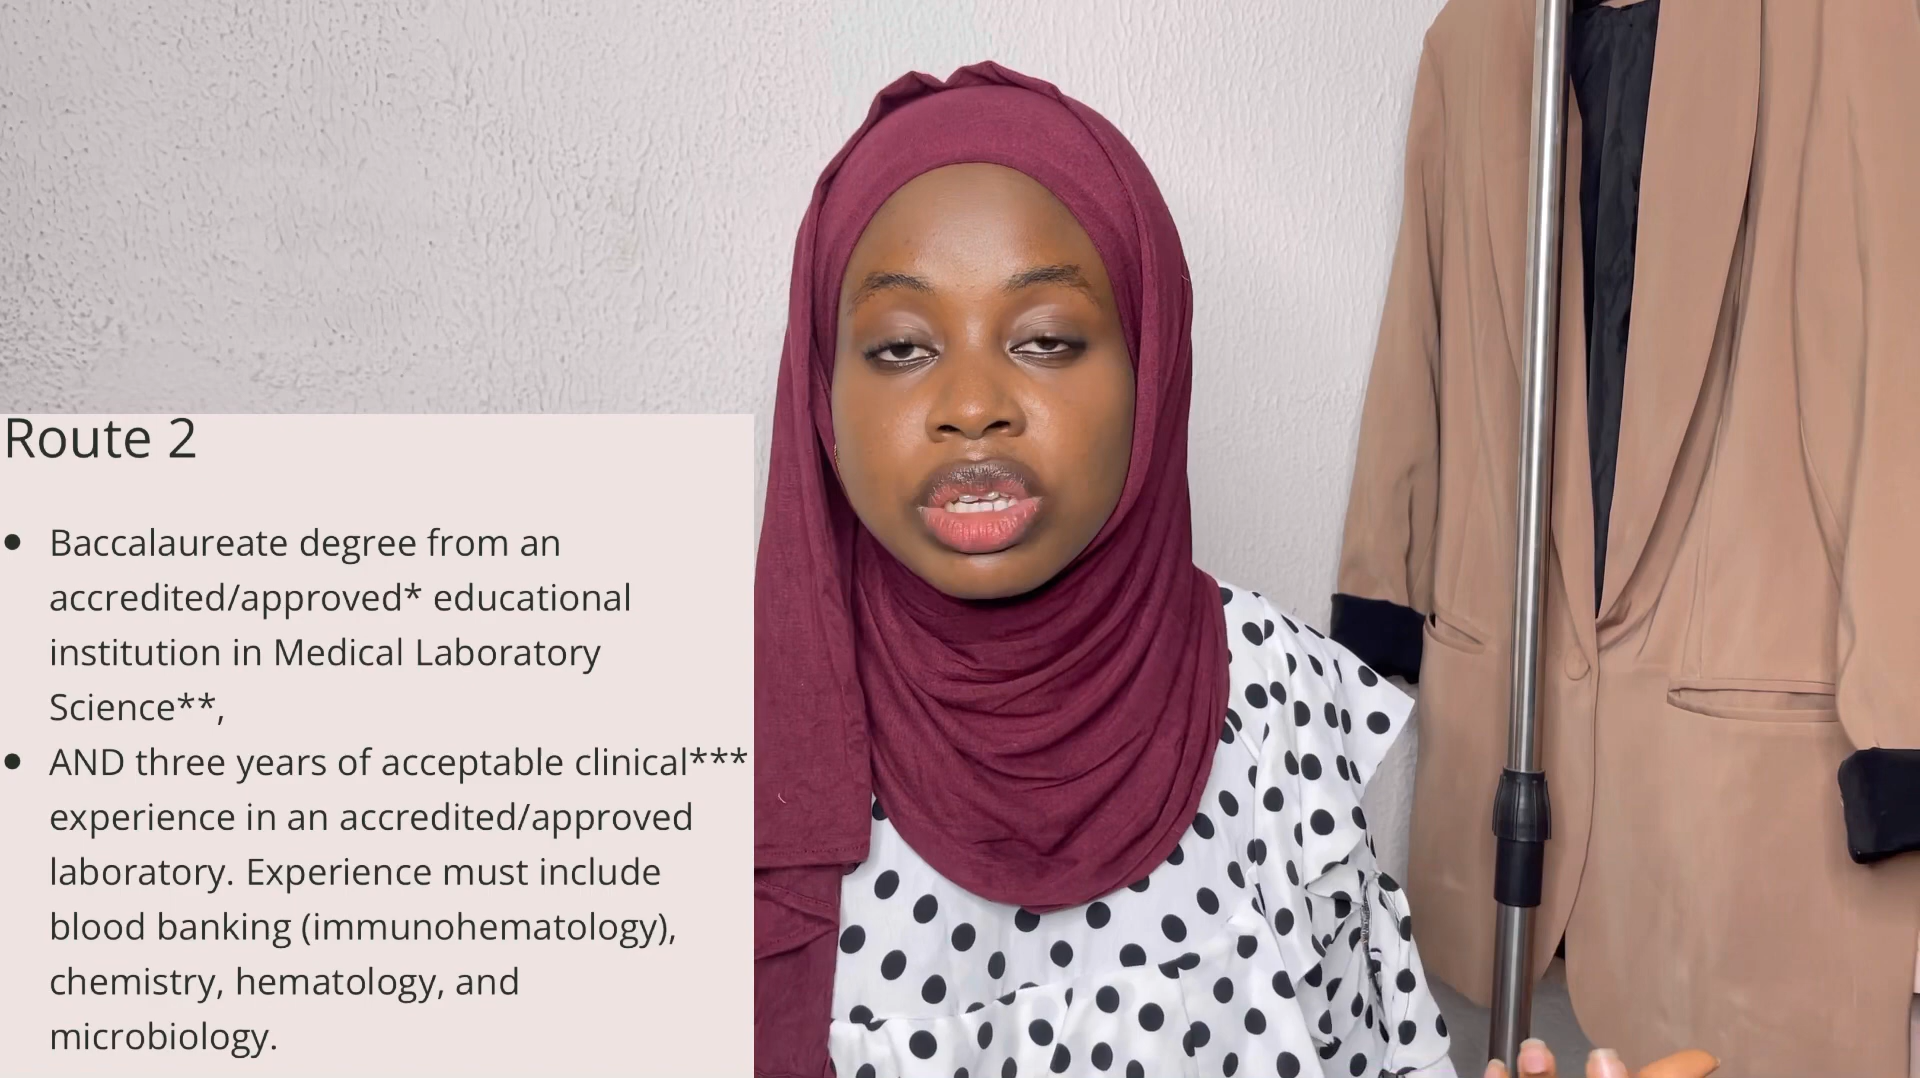 Route 2
• Baccalaureate degree from an
accredited/approved* educational
institution in Medical Laboratory
Science**,
• AND three years of acceptable clinical***
experience in an accredited/approved
laboratory. Experience must include
blood banking (immunohematology),
chemistry, hematology, and
microbiology.